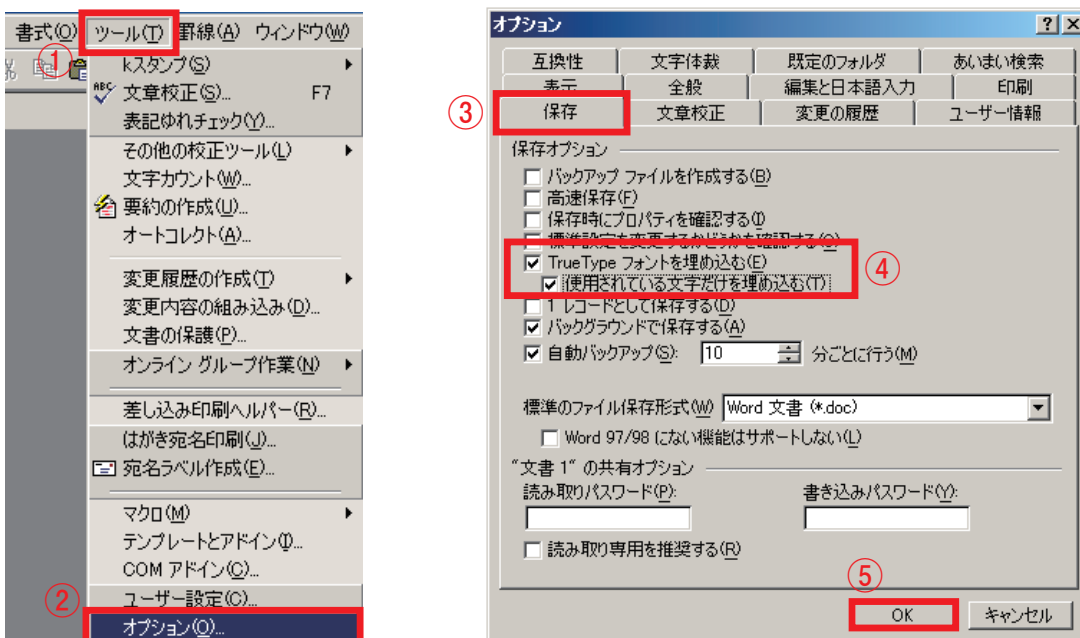 書式(O) ツール(T) 罫線(A) ウィンドウ(W)
①
kスタンプ(S)
文章校正(S)... F7
表記ゆれチェック(Y)...
その他の校正ツール(L)
文字カウント(W)...
要約の作成(U)...
オートコレクト(A)...
変更履歴の作成(T)
変更内容の組み込み(D)...
文書の保護(P)...
オンライン グループ作業(N)
差し込み印刷ヘルパー(R)...
はがき宛名印刷(J)...
宛名ラベル作成(E)...
マクロ(M)
テンプレートとアドイン(I)...
COM アドイン(C)...
ユーザー設定(C)...
②
オプション(O)...
オプション
互換性 文字体裁 既定のフォルダ あいまい検索
表示 全般 編集と日本語入力 印刷
③
保存 文章校正 変更の履歴 ユーザー情報
保存オプション
バックアップ ファイルを作成する(B)
高速保存(F)
保存時にプロパティを確認する(I)
標準設定を変更するかどうかを確認する(O)
TrueType フォントを埋め込む(E)
④
使用されている文字だけを埋め込む(T)
1 レコードとして保存する(D)
バックグラウンドで保存する(A)
自動バックアップ(S): 10 分ごとに行う(M)
標準のファイル保存形式(W) Word 文書 (*.doc)
Word 97/98 にない機能はサポートしない(L)
“文書 1” の共有オプション
読み取りパスワード(P): 書き込みパスワード(Y):
読み取り専用を推奨する(R)
⑤
OK キャンセル